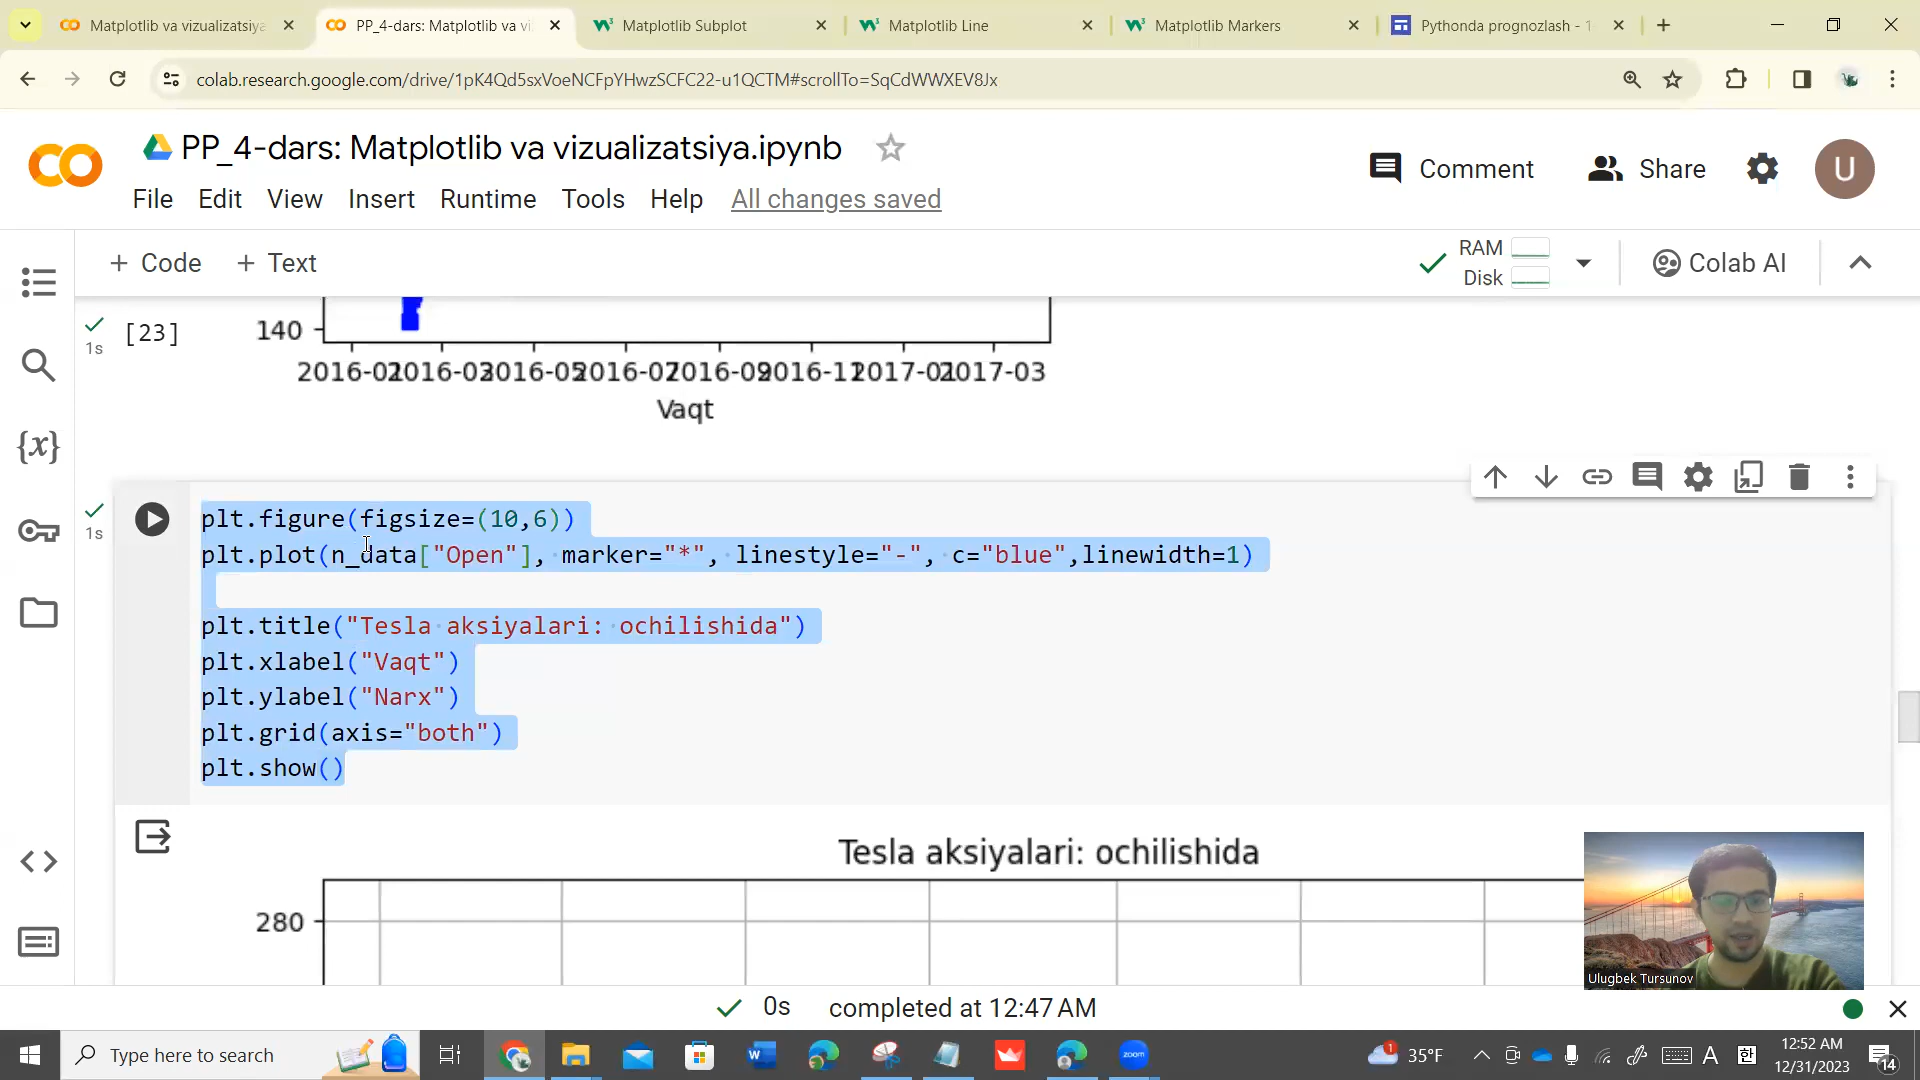 Matplotlib va vizualizatsiya
PP_4-dars: Matplotlib va vi
Matplotlib Subplot
Matplotlib Line
Matplotlib Markers
Pythonda prognozlash - 1
colab.research.google.com/drive/1pK4Qd5sxVoeNCFpYHwzSCFC22-u1QCTM#scrollTo=SqCdWWXEV8Jx
PP_4-dars: Matplotlib va vizualizatsiya.ipynb
Comment
Share
U
File Edit View Insert Runtime Tools Help All changes saved
+ Code + Text
RAM
Disk
Colab AI
1s
[23]
140
2016-01 2016-03 2016-05 2016-07 2016-09 2016-11 2017-01 2017-03
Vaqt
1s
plt.figure(figsize=(10,6))
plt.plot(n_data["Open"], marker="*", linestyle="-", c="blue",linewidth=1)
plt.title("Tesla aksiyalari: ochilishida")
plt.xlabel("Vaqt")
plt.ylabel("Narx")
plt.grid(axis="both")
plt.show()
Tesla aksiyalari: ochilishida
280
Ulugbek Tursunov
0s completed at 12:47 AM
Type here to search
zoom
1
35°F
A
한
12:52 AM
12/31/2023
14